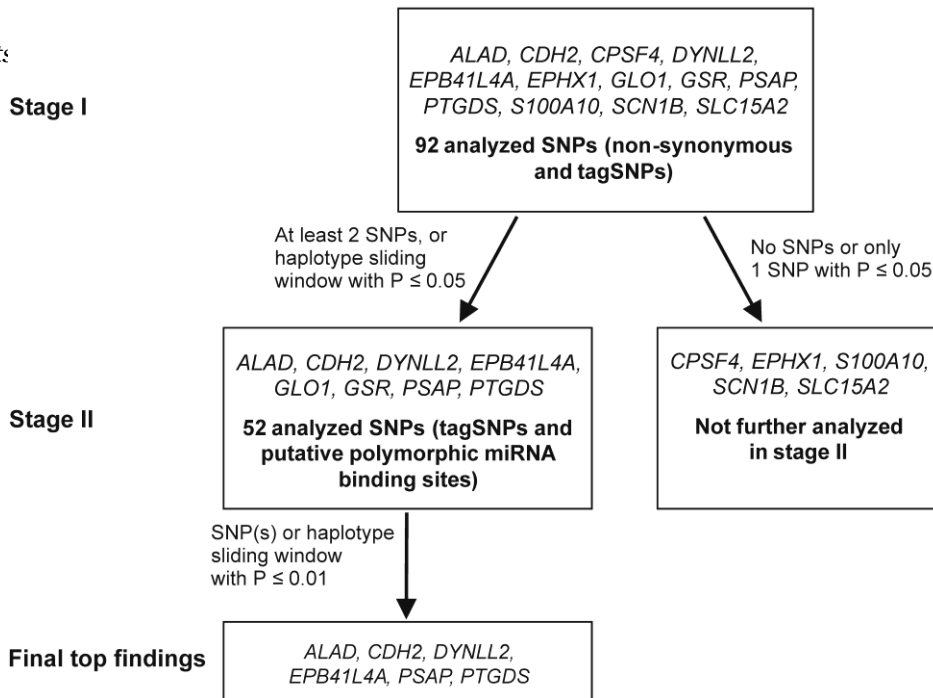 Stage I
ALAD, CDH2, CPSF4, DYNLL2,
EPB41L4A, EPHX1, GLO1, GSR, PSAP,
PTGDS, S100A10, SCN1B, SLC15A2
92 analyzed SNPs (non-synonymous
and tagSNPs)
At least 2 SNPs, or
haplotype sliding
window with P ≤ 0.05
No SNPs or only
1 SNP with P ≤ 0.05
Stage II
ALAD, CDH2, DYNLL2, EPB41L4A,
GLO1, GSR, PSAP, PTGDS
52 analyzed SNPs (tagSNPs and
putative polymorphic miRNA
binding sites)
CPSF4, EPHX1, S100A10,
SCN1B, SLC15A2
Not further analyzed
in stage II
SNP(s) or haplotype
sliding window
with P ≤ 0.01
Final top findings
ALAD, CDH2, DYNLL2,
EPB41L4A, PSAP, PTGDS